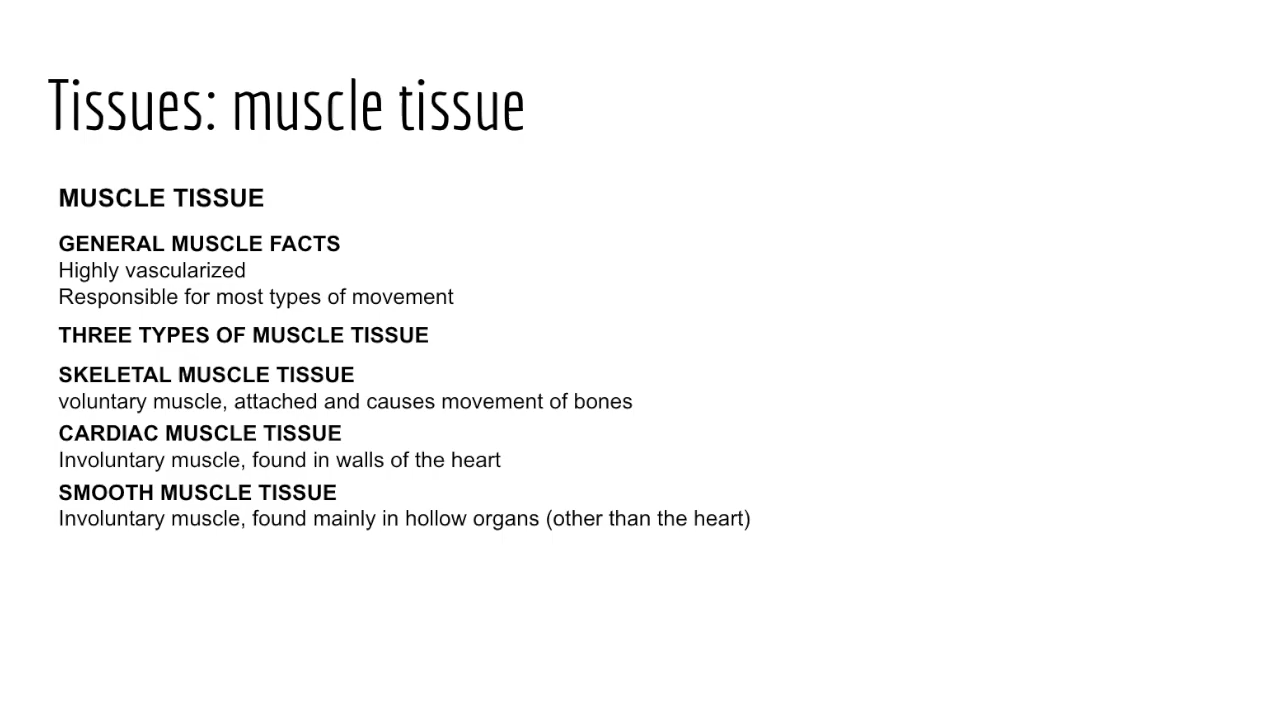 Tissues: muscle tissue
MUSCLE TISSUE
GENERAL MUSCLE FACTS
Highly vascularized
Responsible for most types of movement
THREE TYPES OF MUSCLE TISSUE
SKELETAL MUSCLE TISSUE
voluntary muscle, attached and causes movement of bones
CARDIAC MUSCLE TISSUE
Involuntary muscle, found in walls of the heart
SMOOTH MUSCLE TISSUE
Involuntary muscle, found mainly in hollow organs (other than the heart)